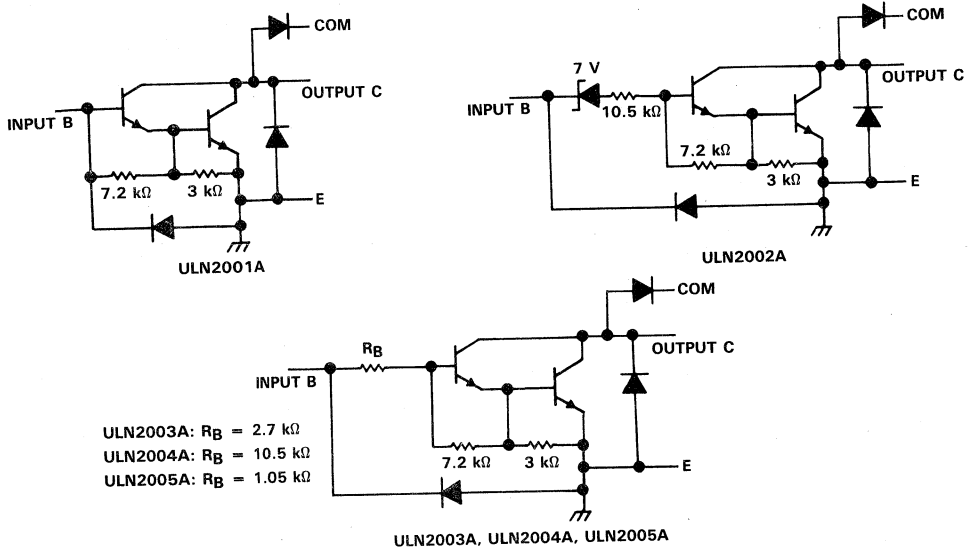 COM
OUTPUT C
INPUT B
7.2 kΩ
3 kΩ
E
ULN2001A
COM
7 V
OUTPUT C
INPUT B
10.5 kΩ
7.2 kΩ
3 kΩ
E
ULN2002A
COM
RB
OUTPUT C
INPUT B
ULN2003A: RB = 2.7 kΩ
ULN2004A: RB = 10.5 kΩ
ULN2005A: RB = 1.05 kΩ
7.2 kΩ
3 kΩ
E
ULN2003A, ULN2004A, ULN2005A